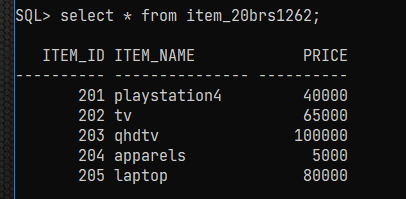 SQL> select * from item_20brs1262;
ITEM_ID ITEM_NAME PRICE
---------- --------------- ----------
201 playstation4 40000
202 tv 65000
203 qhdtv 100000
204 apparels 5000
205 laptop 80000